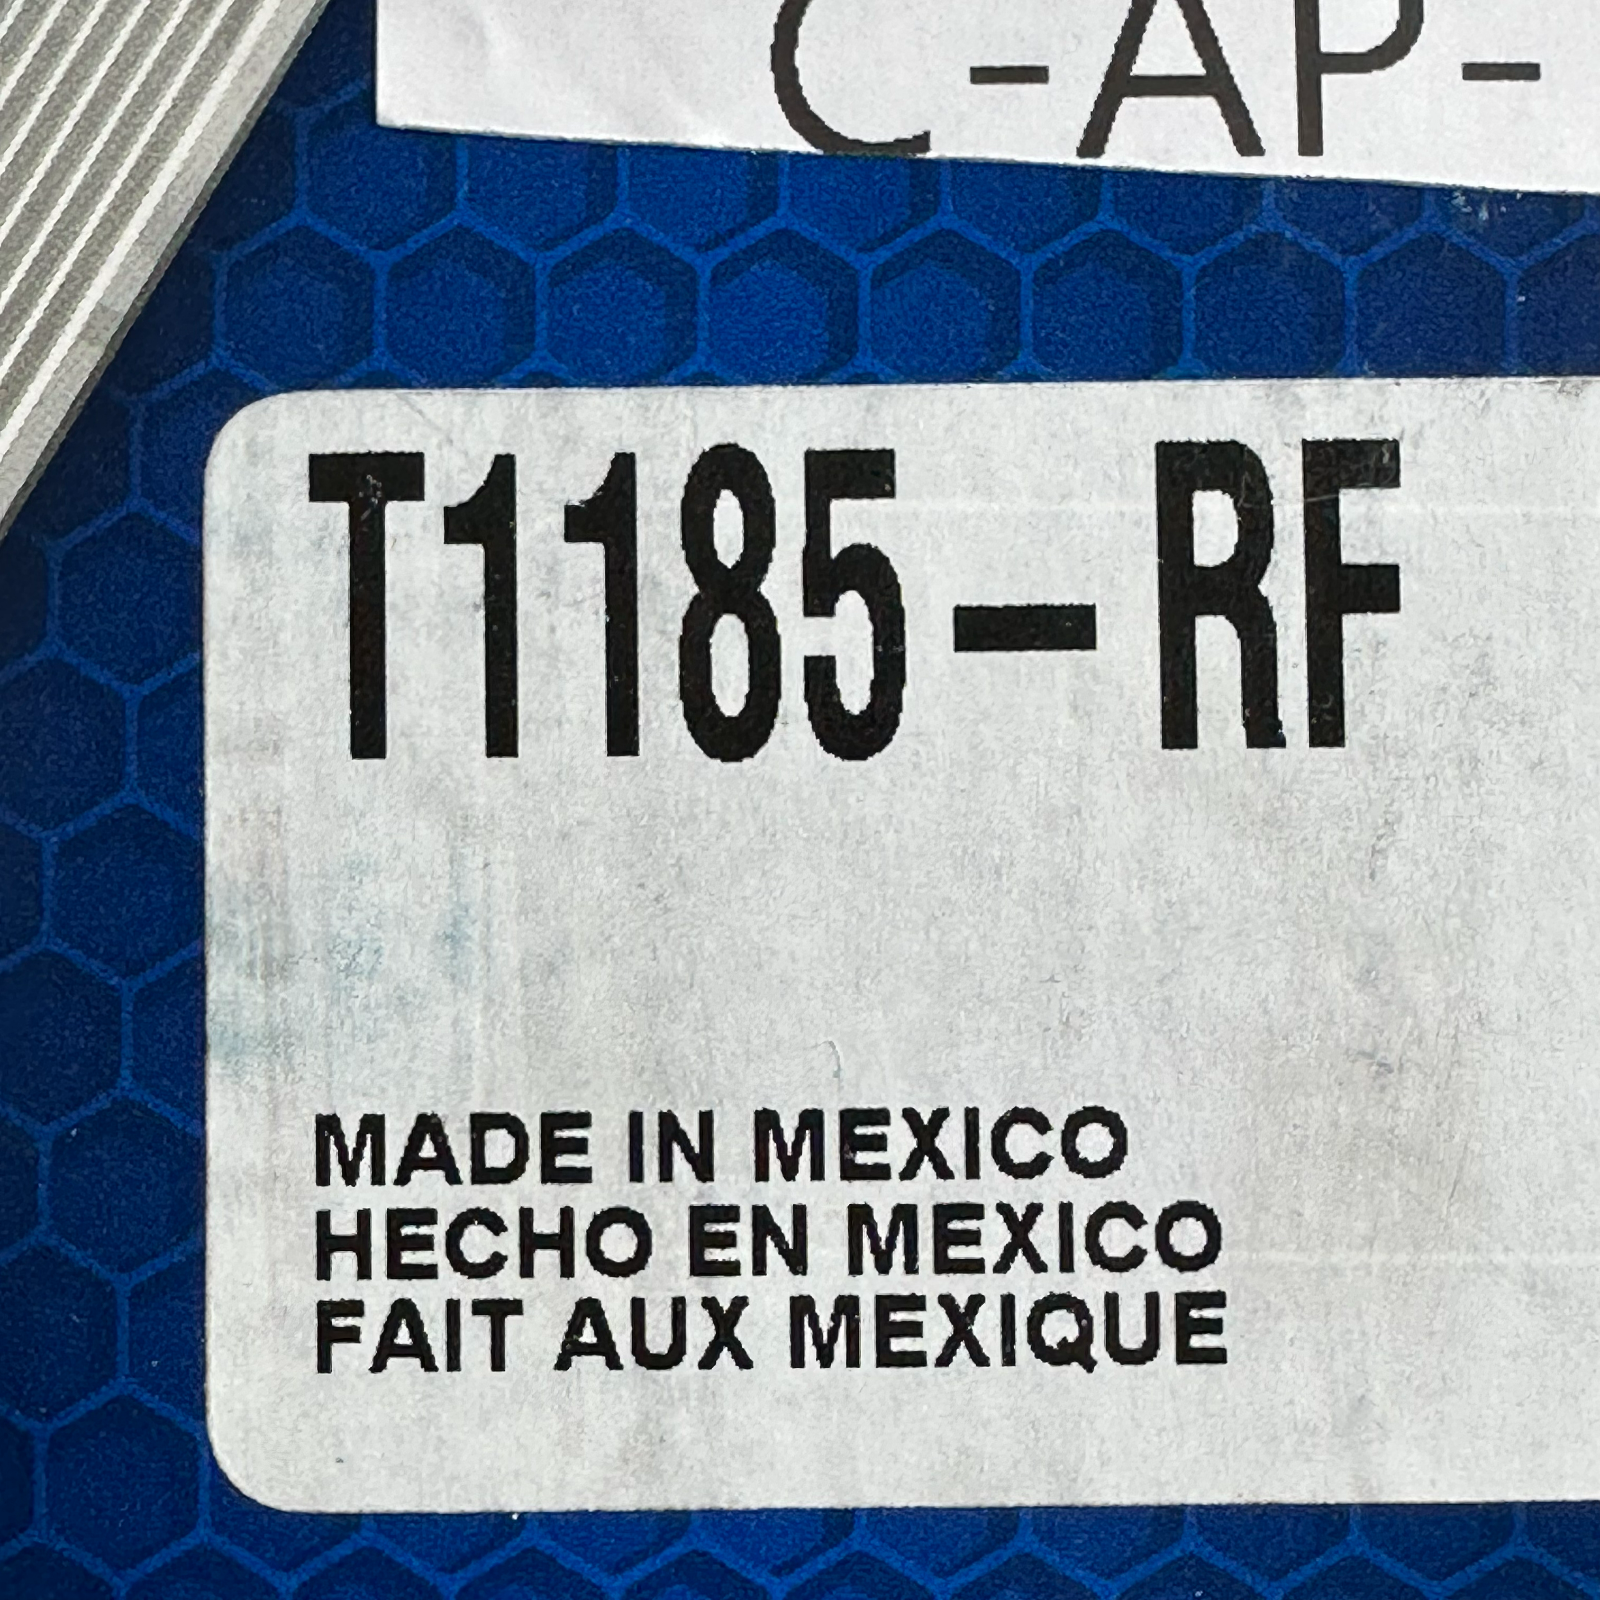 C-AP-
T1185-RF
MADE IN MEXICO
HECHO EN MEXICO
FAIT AUX MEXIQUE